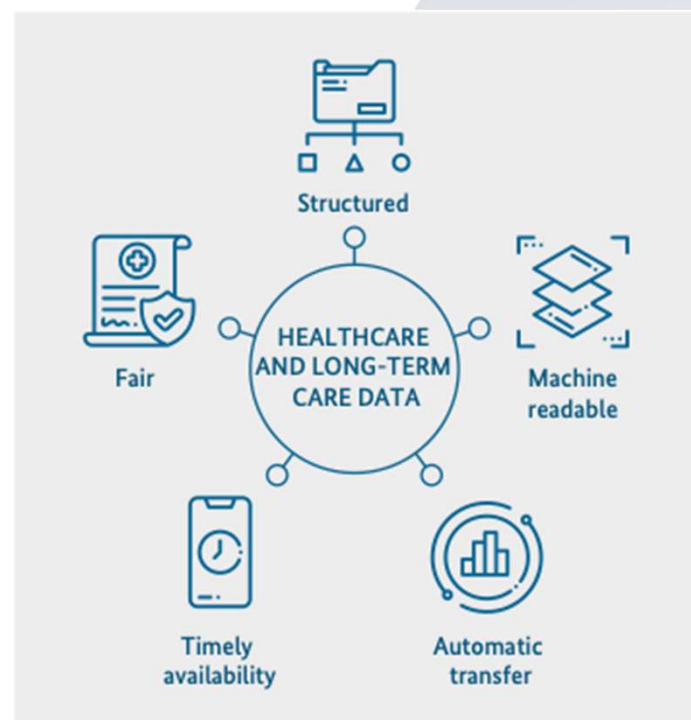 Structured
Fair
HEALTHCARE
AND LONG-TERM
CARE DATA
Machine
readable
Timely
availability
Automatic
transfer